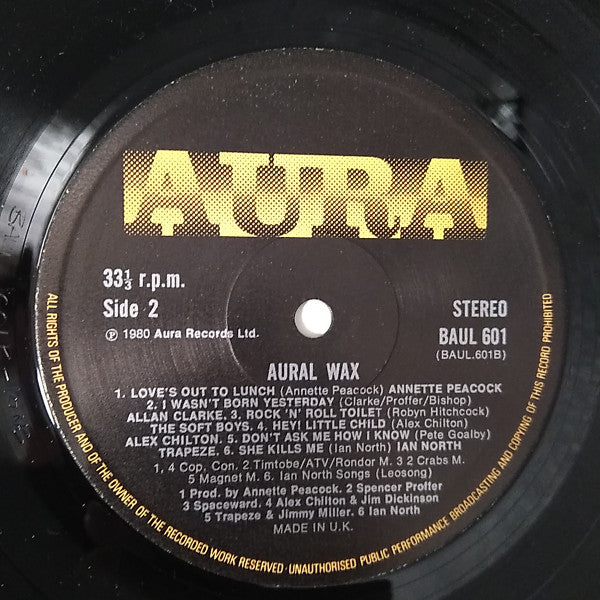 AURA
33⅓ r.p.m.
Side 2
℗ 1980 Aura Records Ltd.
STEREO
BAUL 601
(BAUL.601B)
AURAL WAX
1. LOVE'S OUT TO LUNCH (Annette Peacock) ANNETTE PEACOCK
2. I WASN'T BORN YESTERDAY (Clarke/Proffer/Bishop)
ALLAN CLARKE. 3. ROCK 'N' ROLL TOILET (Robyn Hitchcock)
THE SOFT BOYS. 4. HEY! LITTLE CHILD (Alex Chilton)
ALEX CHILTON. 5. DON'T ASK ME HOW I KNOW (Pete Goalby)
TRAPEZE. 6. SHE KILLS ME (Ian North) IAN NORTH
1, 4 Cop. Con. 2 Timtobe/ATV/Rondor M. 3 2 Crabs M.
5 Magnet M. 6. Ian North Songs (Leosong)
1 Prod. by Annette Peacock. 2 Spencer Proffer
3 Spaceward. 4 Alex Chilton & Jim Dickinson
5 Trapeze & Jimmy Miller. 6 Ian North
MADE IN U.K.
ALL RIGHTS OF THE PRODUCER AND OF THE OWNER OF THE RECORDED WORK RESERVED · UNAUTHORISED PUBLIC PERFORMANCE BROADCASTING AND COPYING OF THIS RECORD PROHIBITED